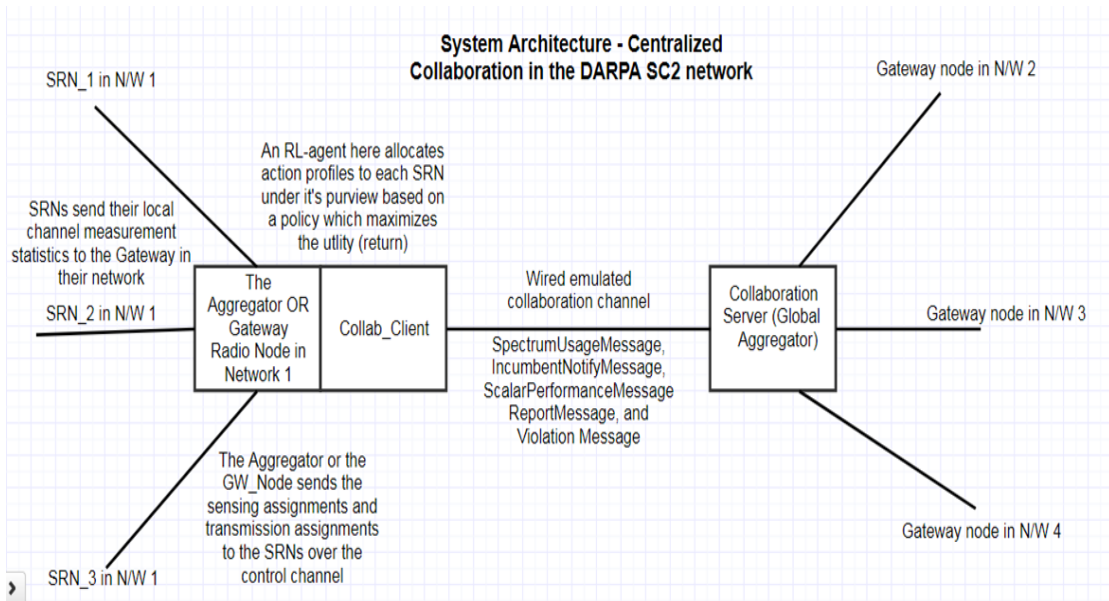 System Architecture - Centralized
Collaboration in the DARPA SC2 network
SRN_1 in N/W 1
Gateway node in N/W 2
An RL-agent here allocates
action profiles to each SRN
under it's purview based on
a policy which maximizes
the utlity (return)
SRNs send their local
channel measurement
statistics to the Gateway in
their network
SRN_2 in N/W 1
The
Aggregator OR
Gateway
Radio Node in
Network 1
Collab_Client
Wired emulated
collaboration channel
SpectrumUsageMessage,
IncumbentNotifyMessage,
ScalarPerformanceMessage
ReportMessage, and
Violation Message
Collaboration
Server (Global
Aggregator)
Gateway node in N/W 3
The Aggregator or the
GW_Node sends the
sensing assignments and
transmission assignments
to the SRNs over the
control channel
SRN_3 in N/W 1
Gateway node in N/W 4